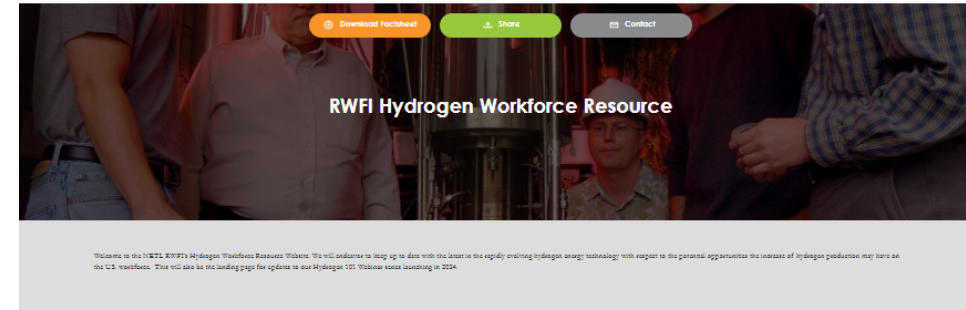 Download Factsheet
Share
Contact
RWFI Hydrogen Workforce Resource
Welcome to the NETL RWFI's Hydrogen Workforce Resource Website. We will endeavor to keep up to date with the latest in the rapidly evolving hydrogen energy technology with respect to the potential opportunities the increase of hydrogen production may have on
the U.S. workforce. This will also be the landing page for updates to our Hydrogen 101 Webinar series launching in 2024.